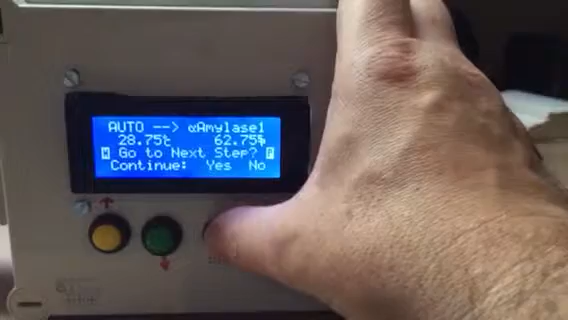 AUTO --> αAmylase1
28.75% 62.75%
H Go to Next Step? P
Continue: Yes No